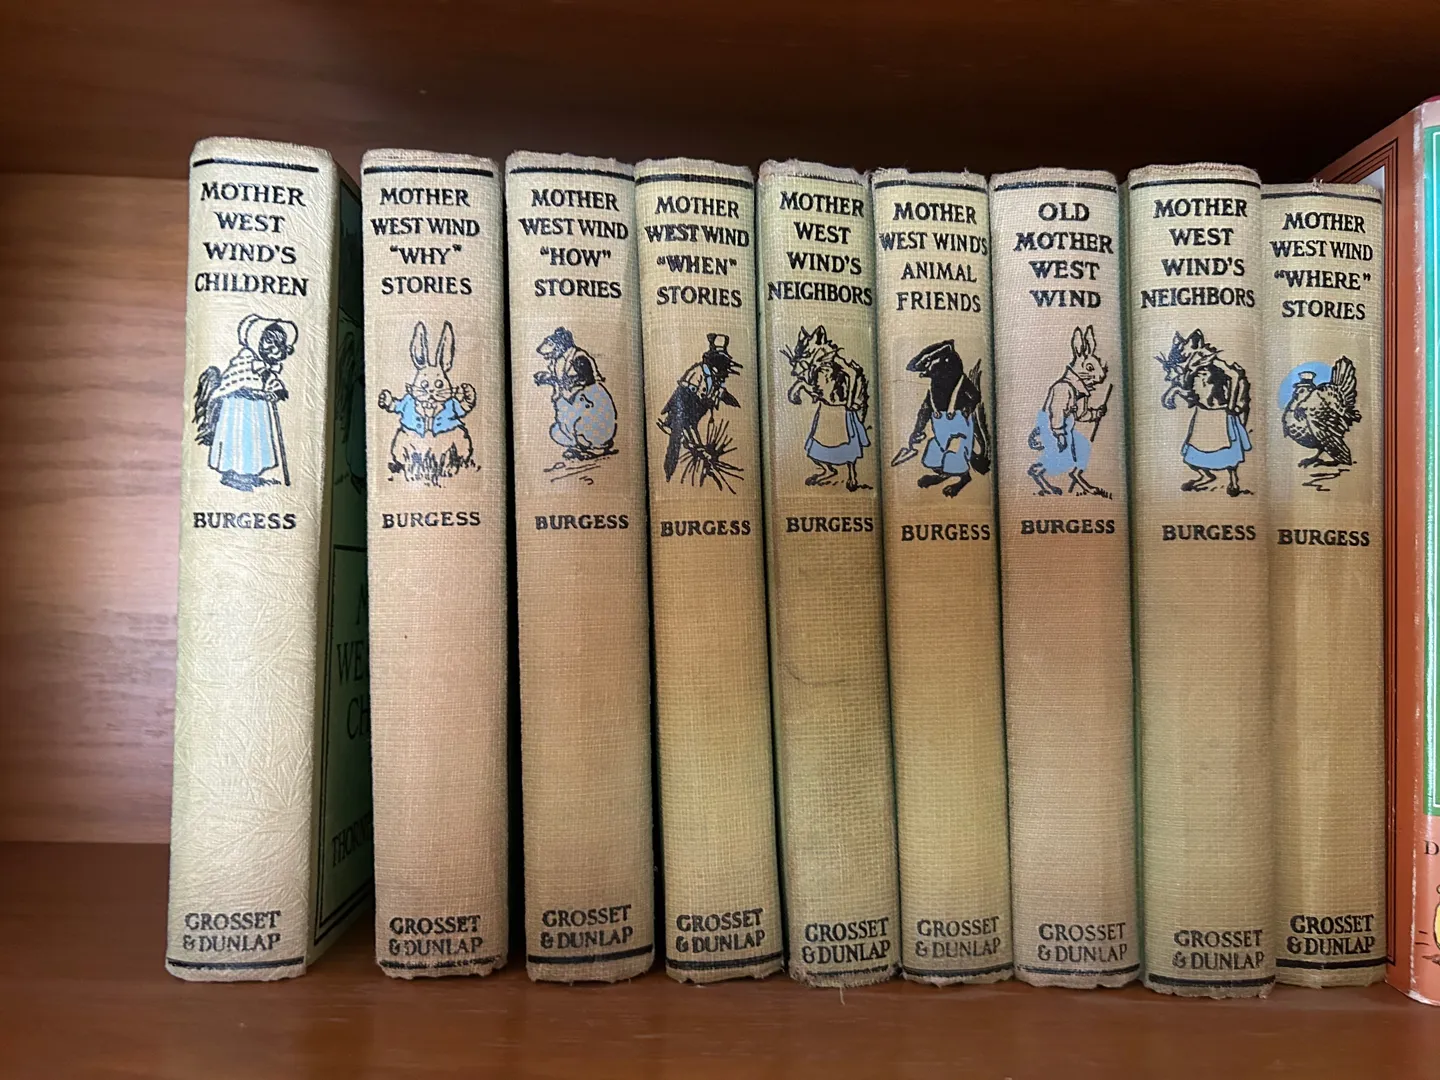 MOTHER
WEST
WIND'S
CHILDREN
BURGESS
GROSSET
& DUNLAP
MOTHER
WEST WIND
"WHY"
STORIES
BURGESS
GROSSET
& DUNLAP
MOTHER
WEST WIND
"HOW"
STORIES
BURGESS
GROSSET
& DUNLAP
MOTHER
WEST WIND
"WHEN"
STORIES
BURGESS
GROSSET
& DUNLAP
MOTHER
WEST
WIND'S
NEIGHBORS
BURGESS
GROSSET
& DUNLAP
MOTHER
WEST WIND'S
ANIMAL
FRIENDS
BURGESS
GROSSET
& DUNLAP
OLD
MOTHER
WEST
WIND
BURGESS
GROSSET
& DUNLAP
MOTHER
WEST
WIND'S
NEIGHBORS
BURGESS
GROSSET
& DUNLAP
MOTHER
WEST WIND
"WHERE"
STORIES
BURGESS
GROSSET
& DUNLAP